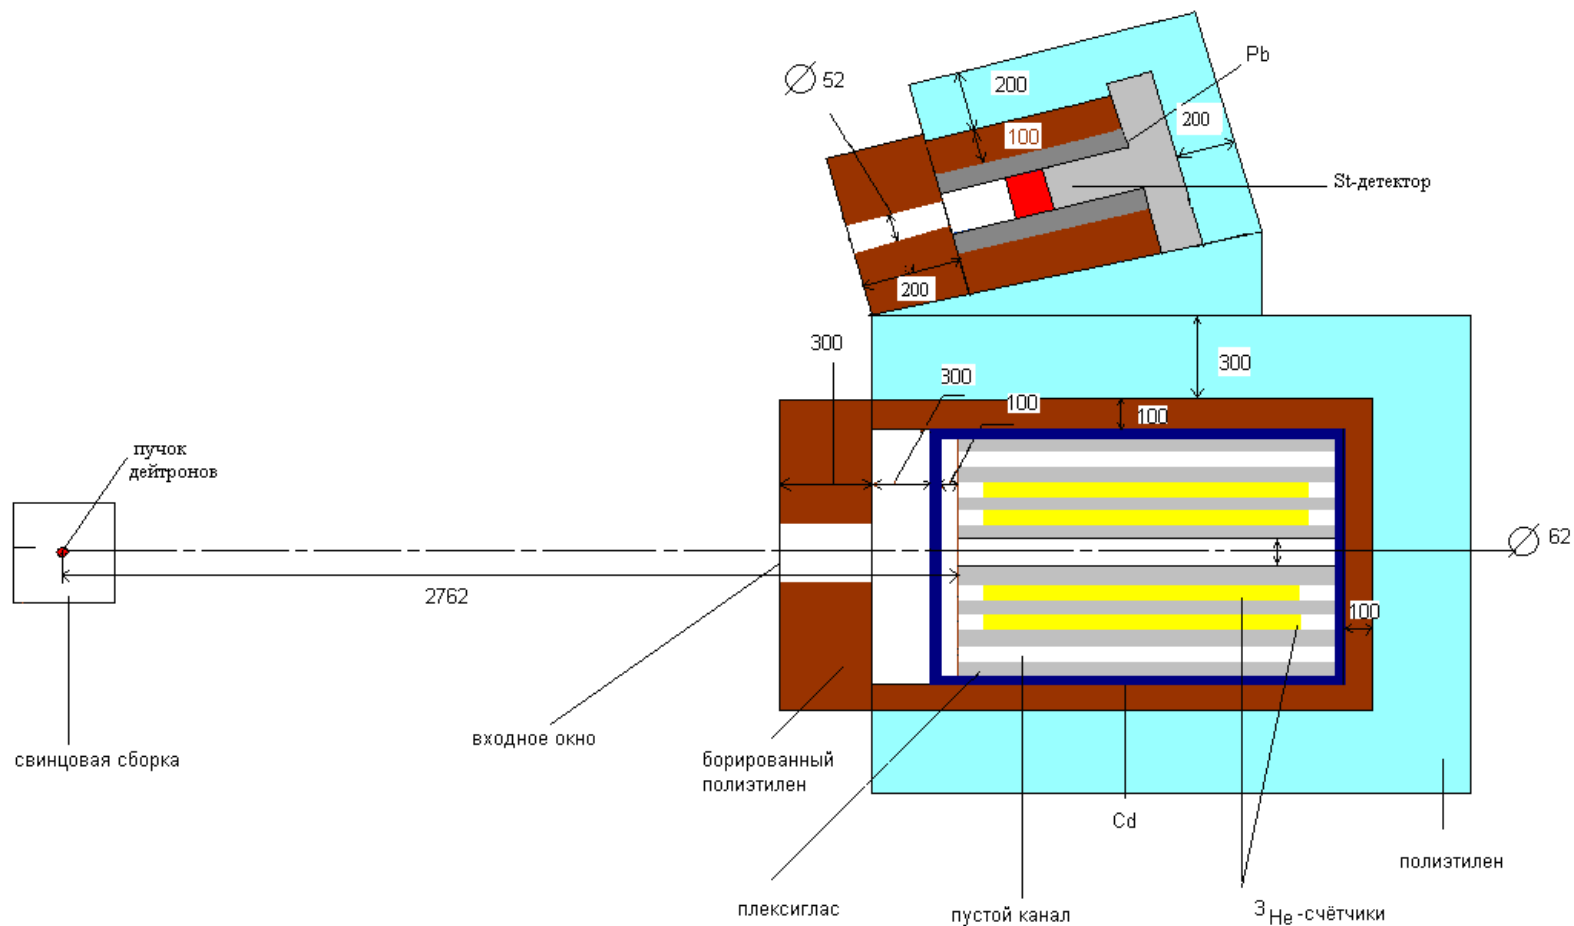 Pb
∅ 52
200
200
100
St-детектор
200
300
300
300
100
100
пучок
дейтронов
∅ 62
2762
100
входное окно
свинцовая сборка
борированный
полиэтилен
Cd
полиэтилен
плексиглас
пустой канал
3He-счётчики